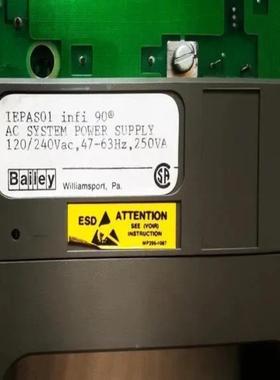 IEPAS01 infi 90®
AC SYSTEM POWER SUPPLY
120/240Vac,47-63Hz,250VA
Bailey
Williamsport, Pa.
ESD ATTENTION
SEE (VOIR)
INSTRUCTION